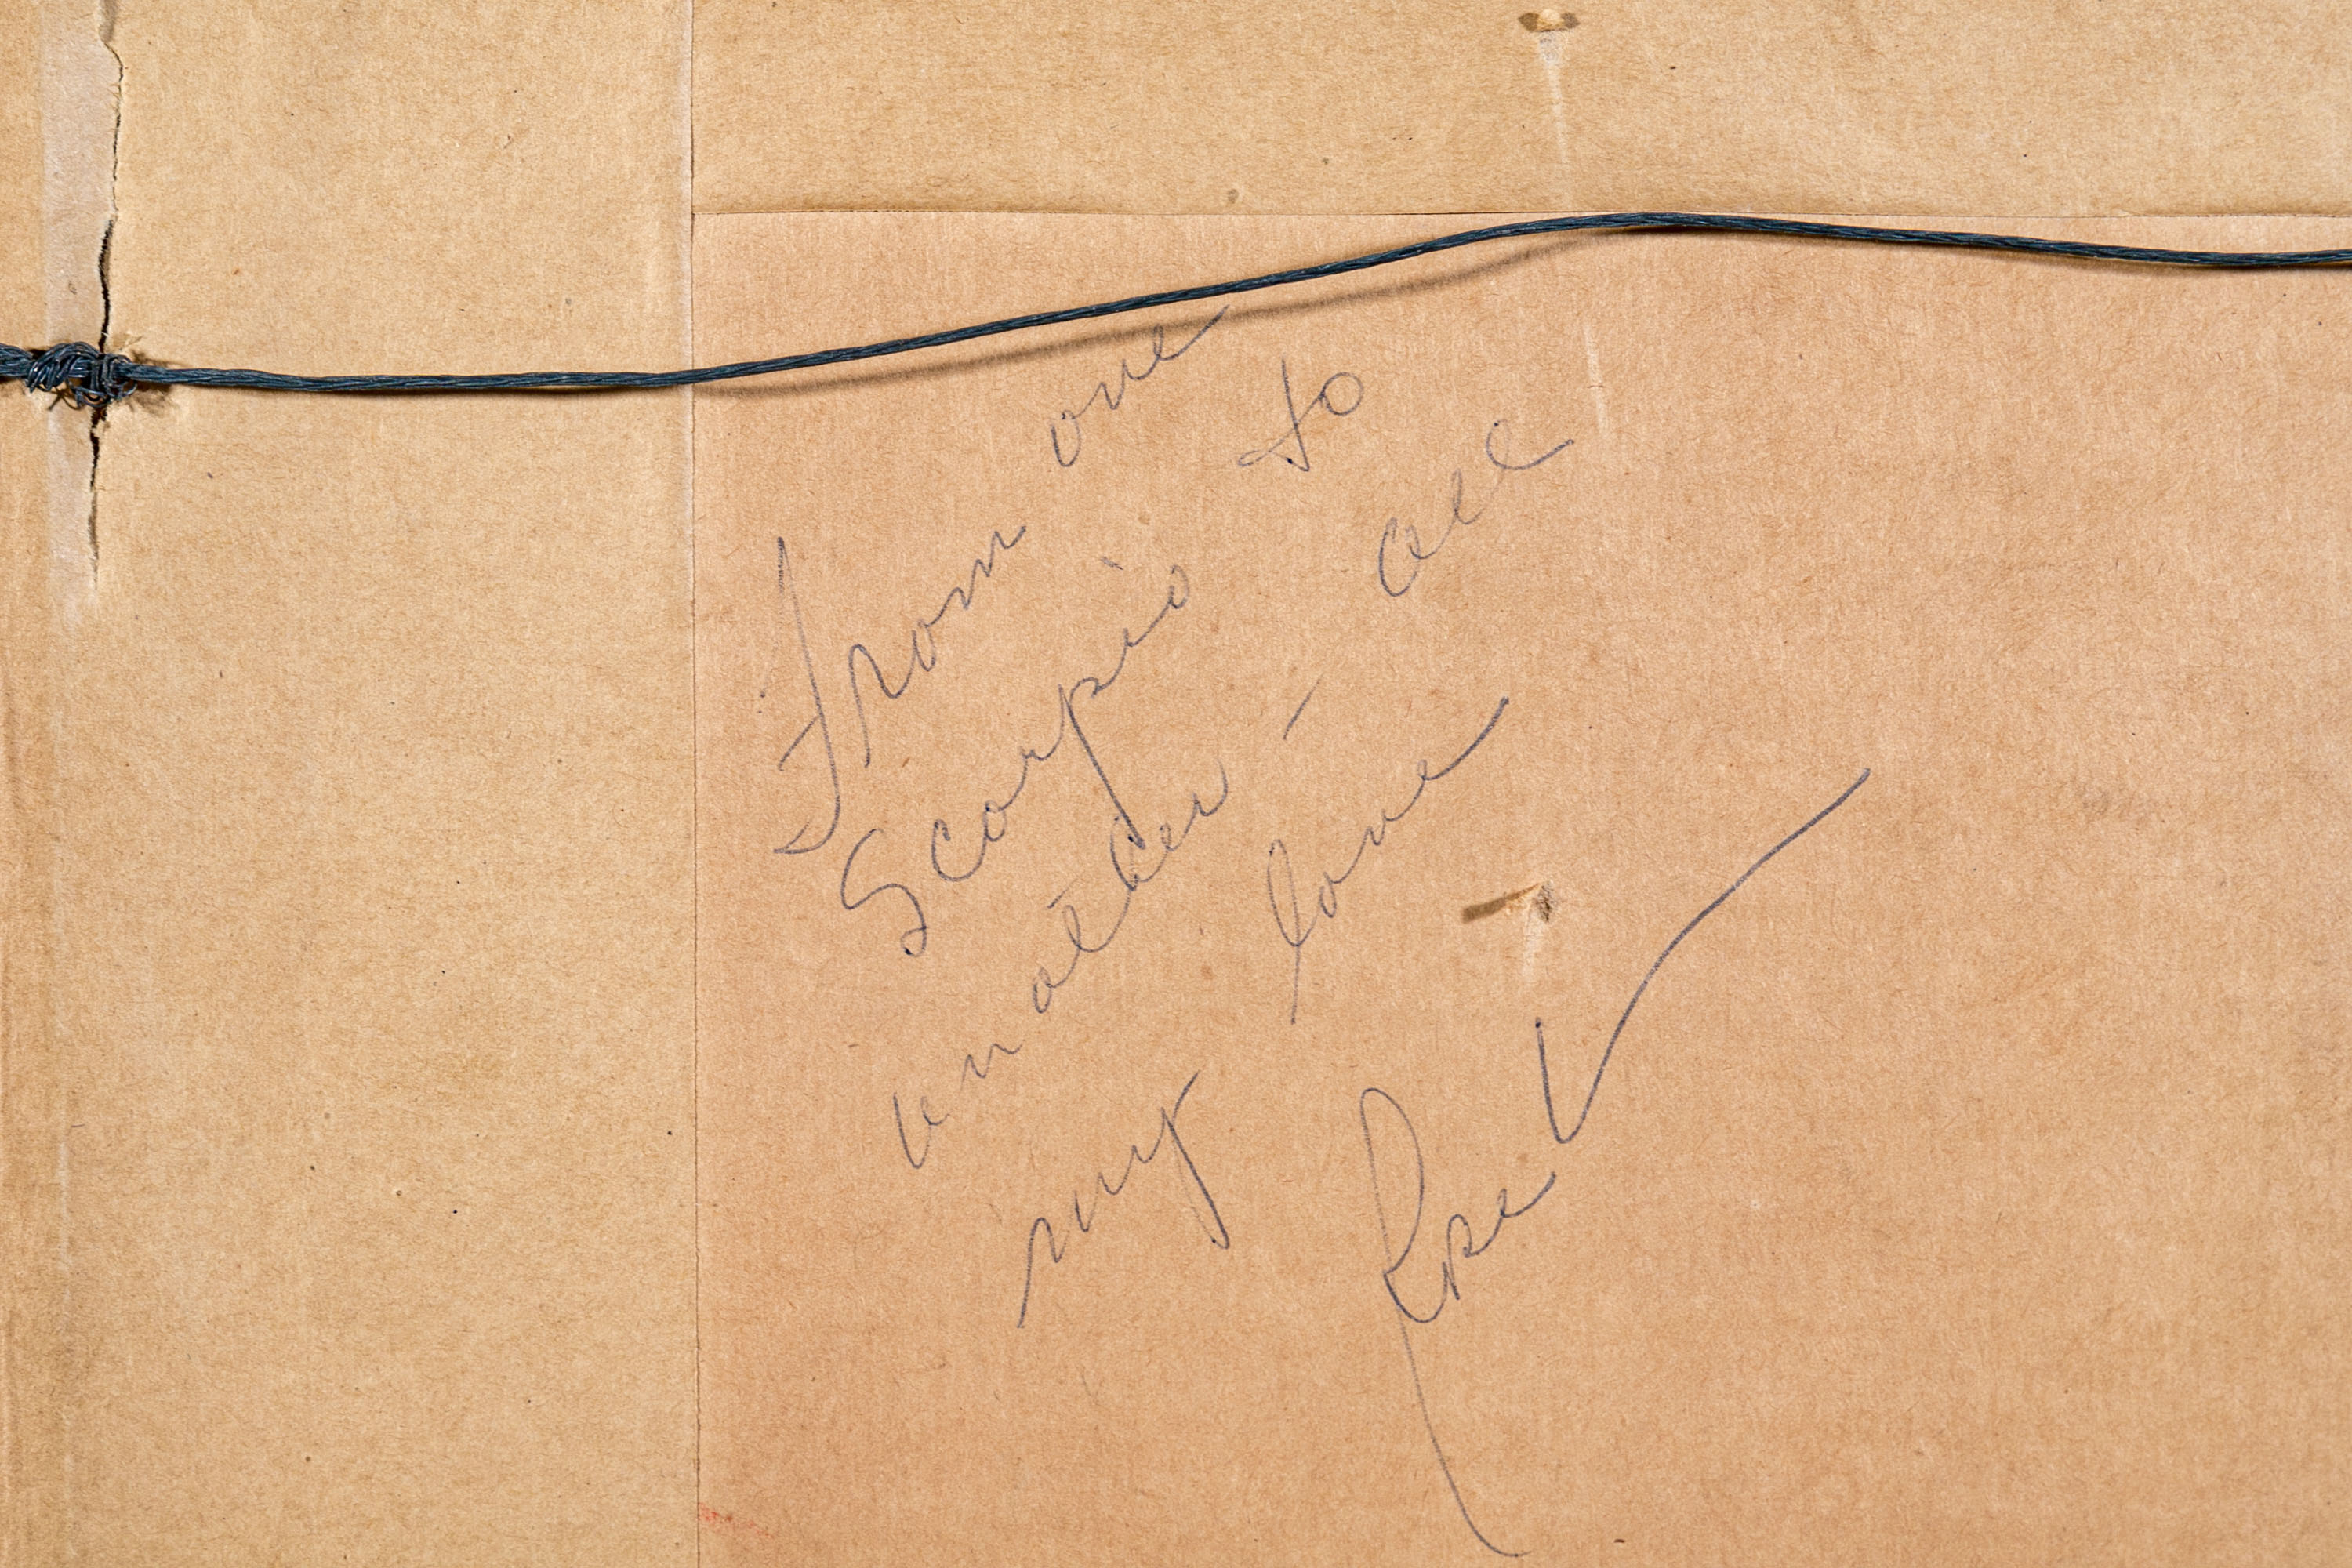 From one
Scorpio to
another - all
my love